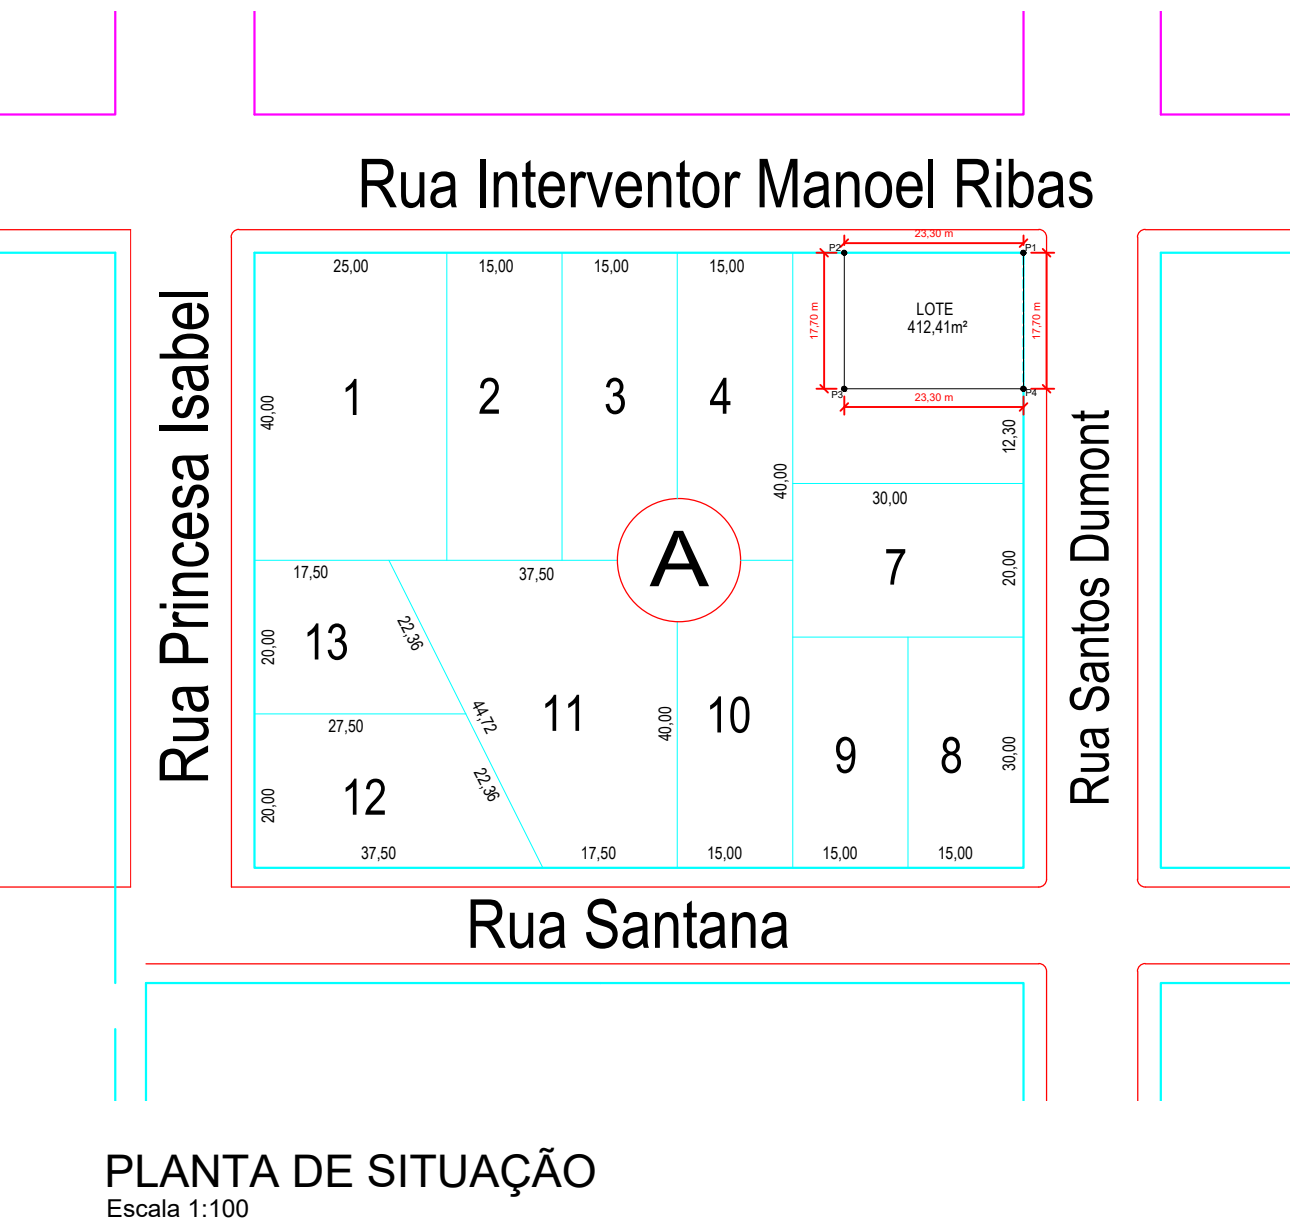 Rua Interventor Manoel Ribas
23,30 m
P2
P1
25,00
15,00
15,00
15,00
17,70 m
LOTE
412,41m²
17,70 m
P3
23,30 m
P4
Rua Princesa Isabel
40,00
1
2
3
4
12,30
40,00
30,00
A
7
20,00
Rua Santos Dumont
17,50
37,50
13
22,36
20,00
27,50
44,72
11
40,00
10
9
8
30,00
12
22,36
20,00
37,50
17,50
15,00
15,00
15,00
Rua Santana
PLANTA DE SITUAÇÃO
Escala 1:100